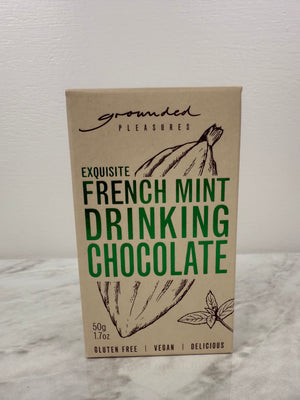 grounded
PLEASURES
EXQUISITE
FRENCH MINT
DRINKING
CHOCOLATE
50g
1.7oz
GLUTEN FREE | VEGAN | DELICIOUS